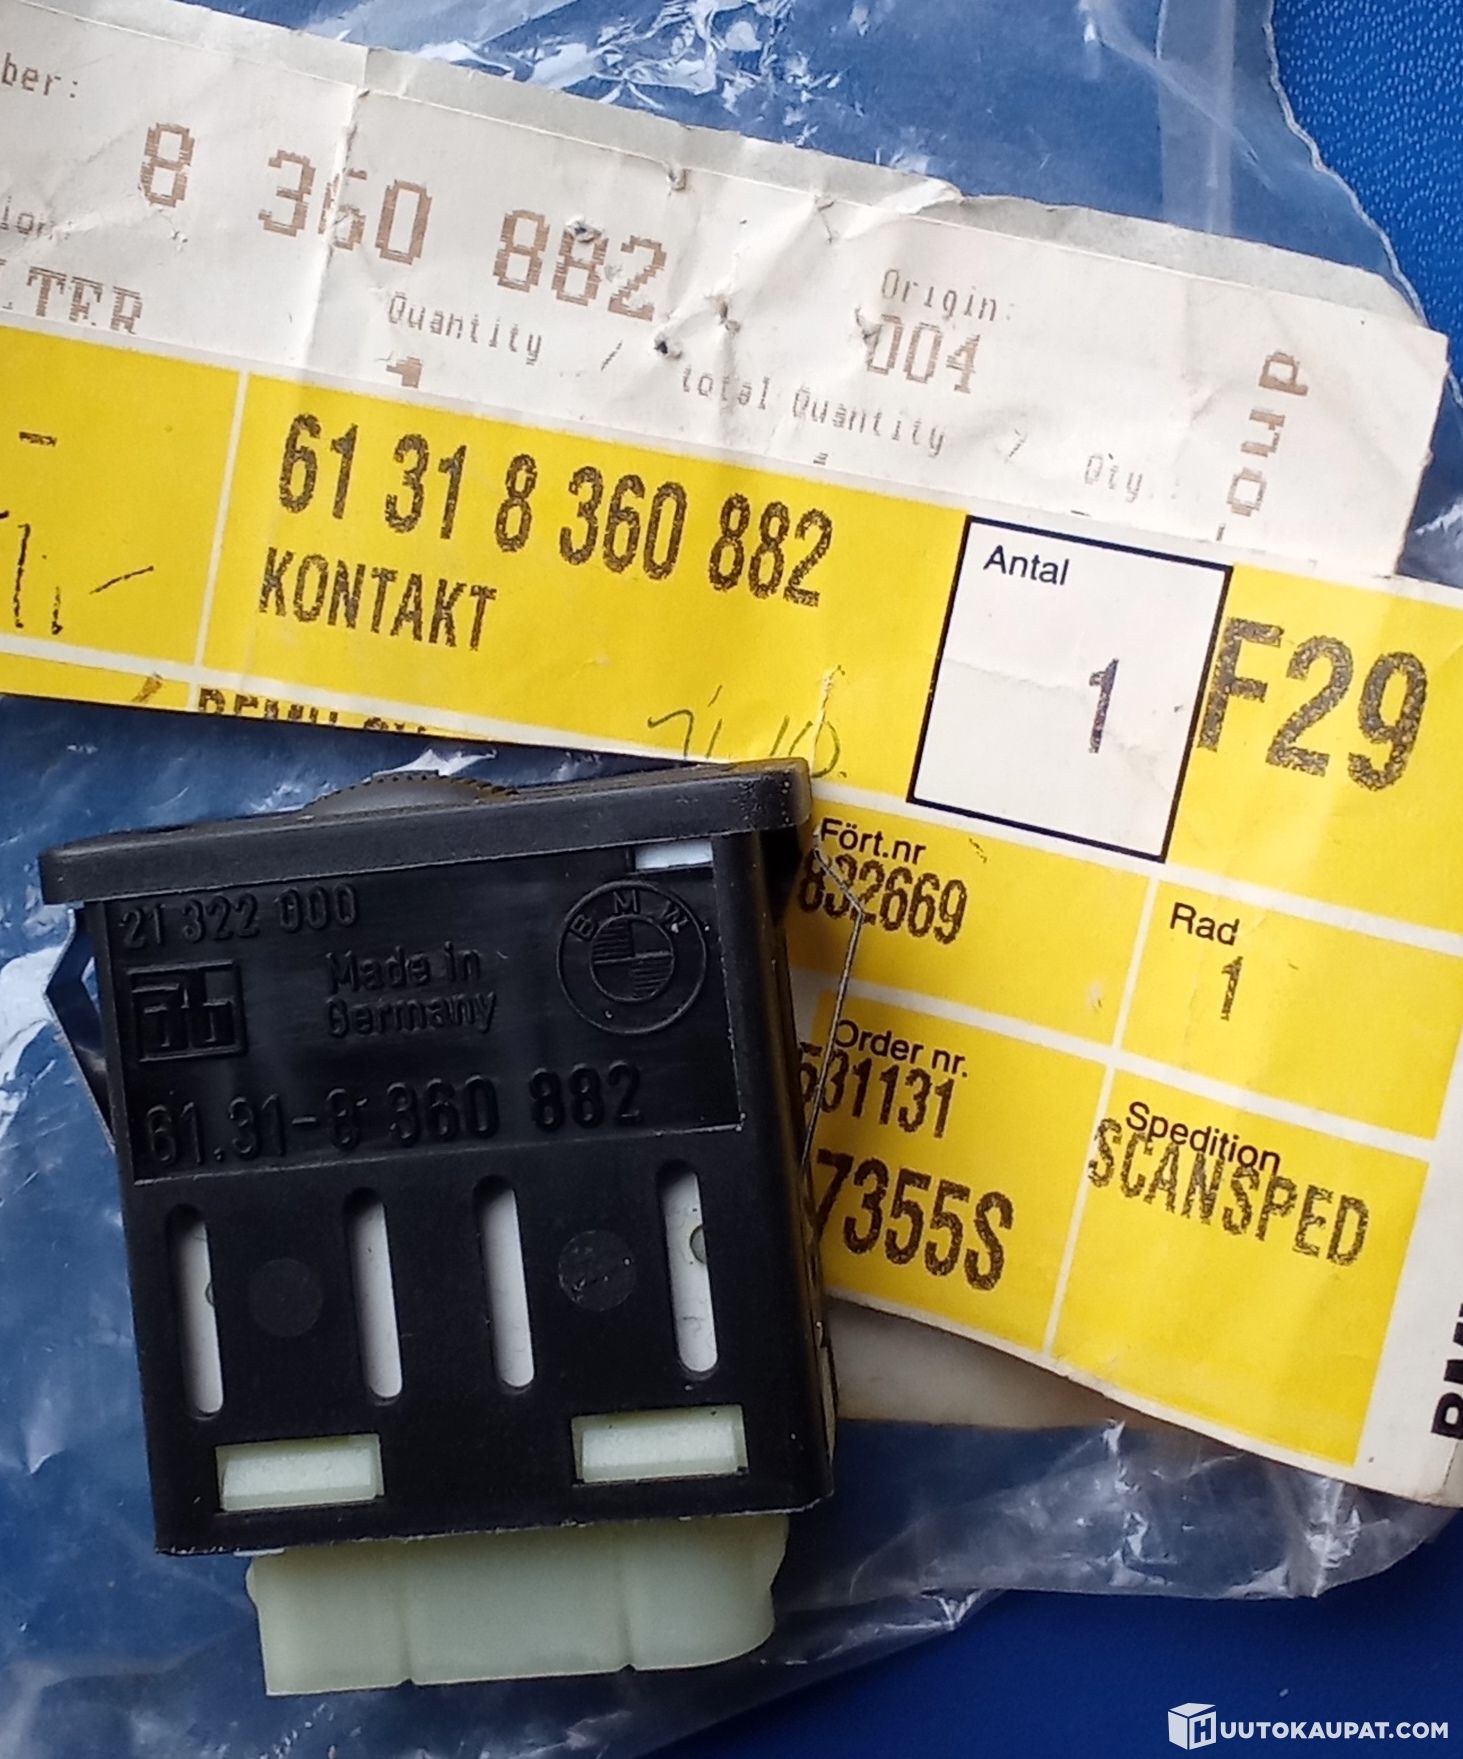 ber:
8 360 882
Origin:
004
Quantity / total Quantity / Qty.:
1
61 31 8 360 882
KONTAKT
Antal
1
F29
Fört.nr
832669
Rad
1
Order nr.
531131
7355S
Spedition
SCANSPED
21 322 000
Made in
Germany
BMW
61.31-8 360 882
HUUTOKAUPAT.COM